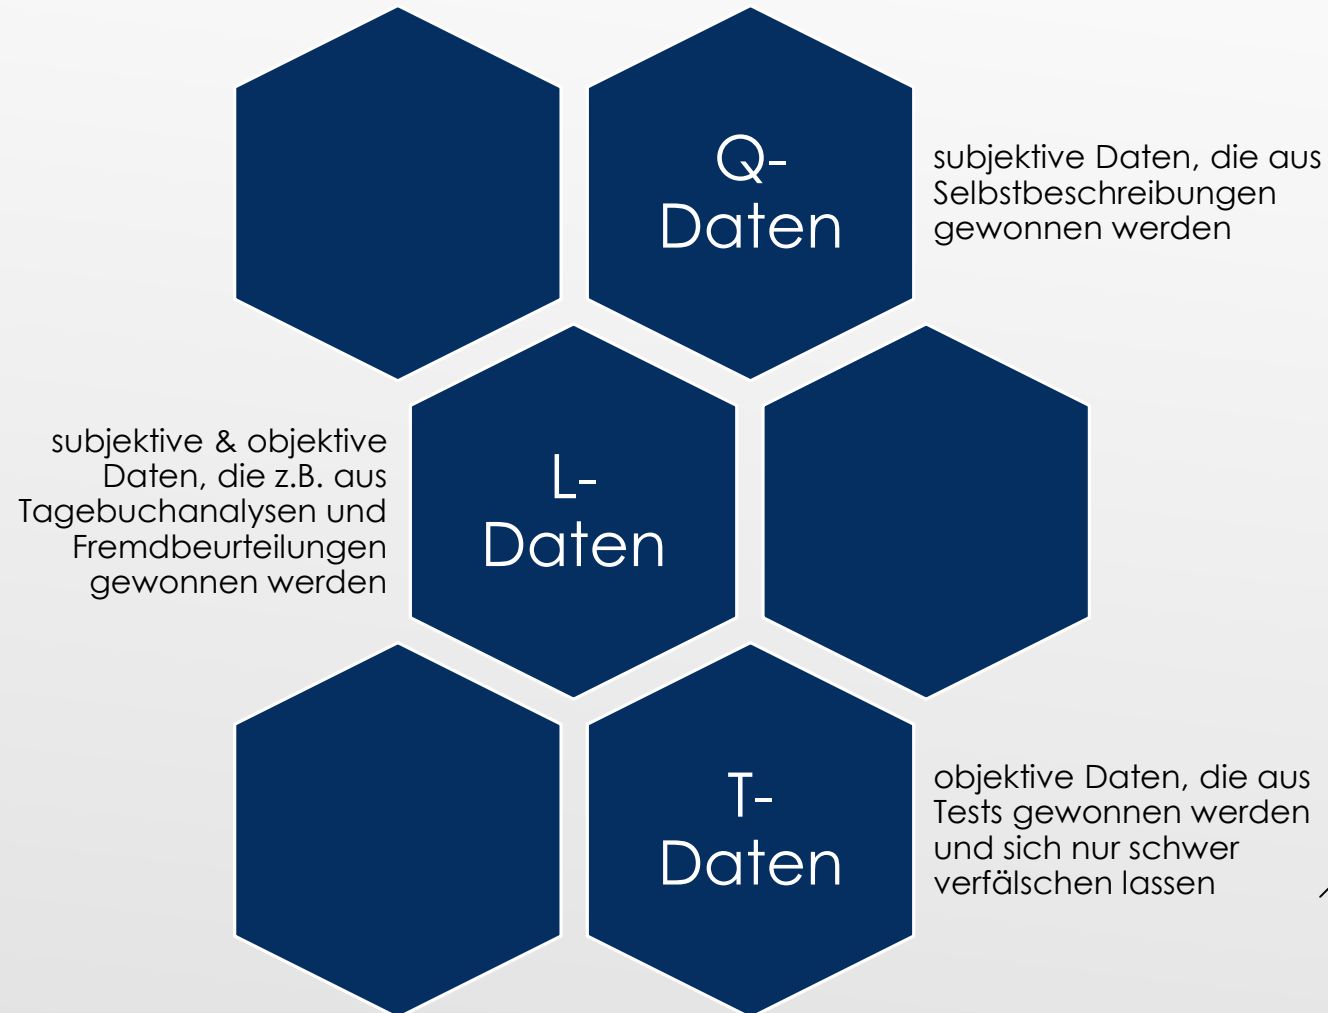 Q-
Daten
subjektive Daten, die aus
Selbstbeschreibungen
gewonnen werden
subjektive & objektive
Daten, die z.B. aus
Tagebuchanalysen und
Fremdbeurteilungen
gewonnen werden
L-
Daten
T-
Daten
objektive Daten, die aus
Tests gewonnen werden
und sich nur schwer
verfälschen lassen